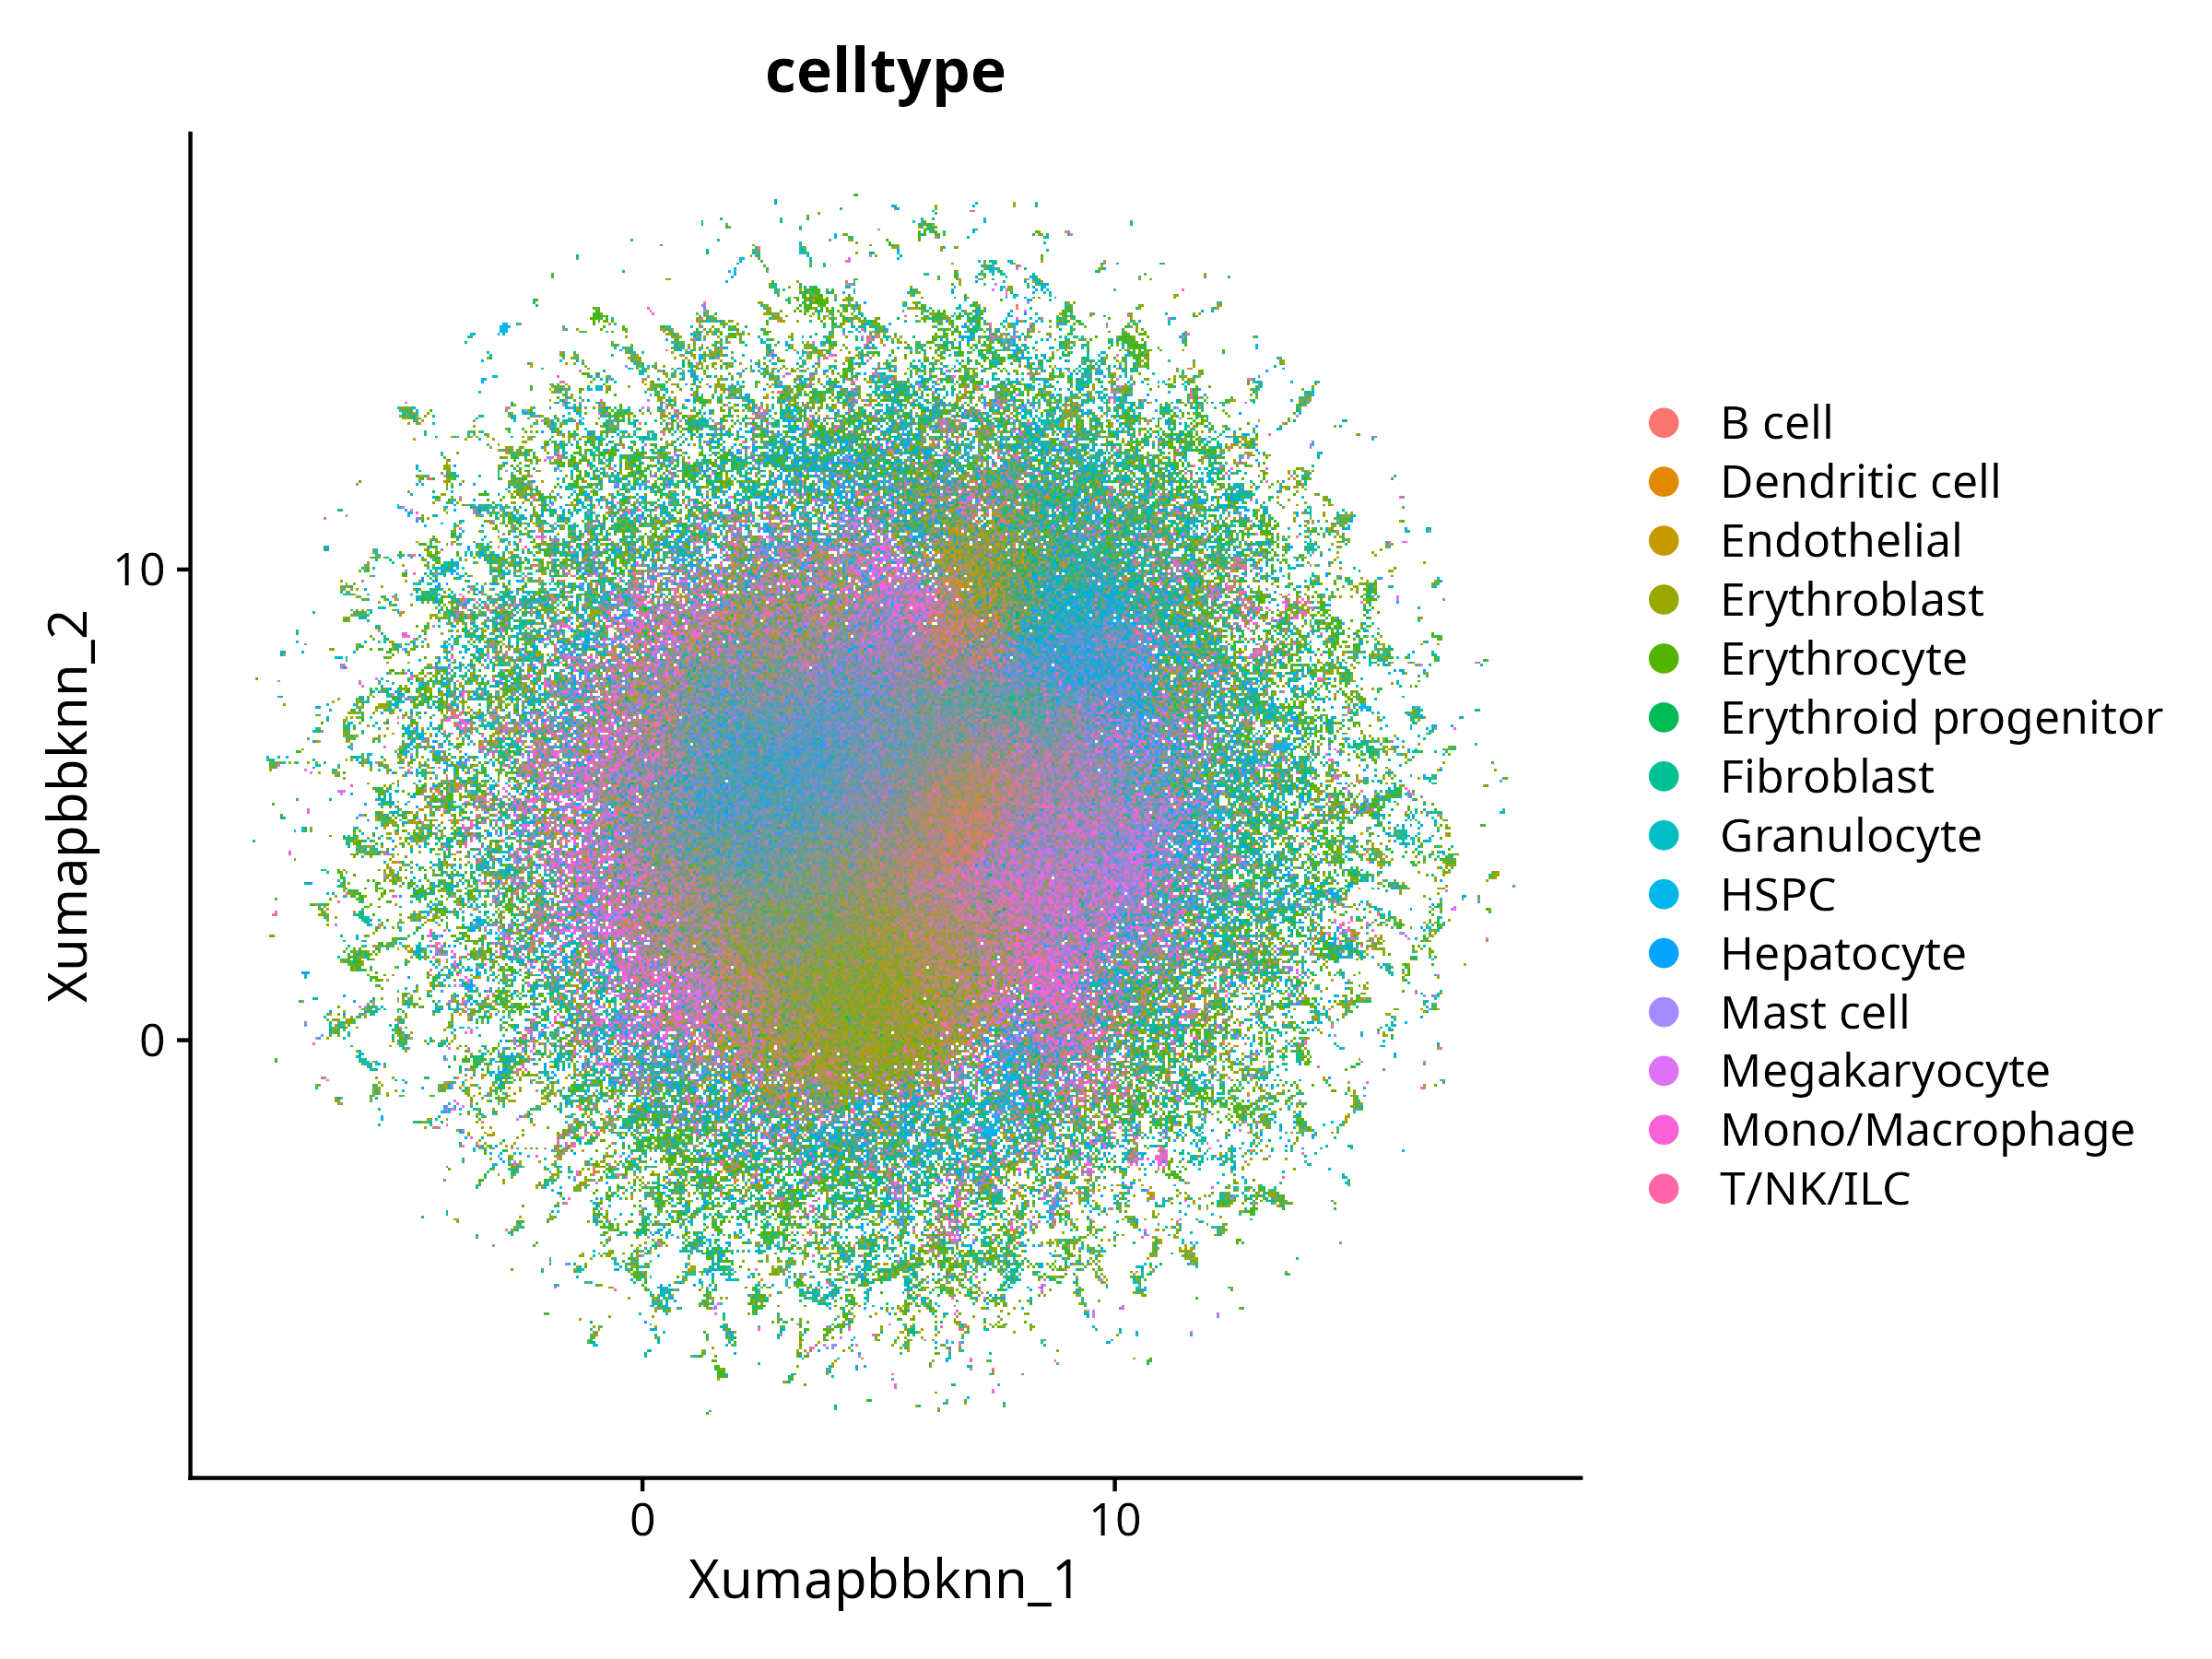 celltype
Xumapbbknn_2
10
0
0
10
Xumapbbknn_1
B cell
Dendritic cell
Endothelial
Erythroblast
Erythrocyte
Erythroid progenitor
Fibroblast
Granulocyte
HSPC
Hepatocyte
Mast cell
Megakaryocyte
Mono/Macrophage
T/NK/ILC